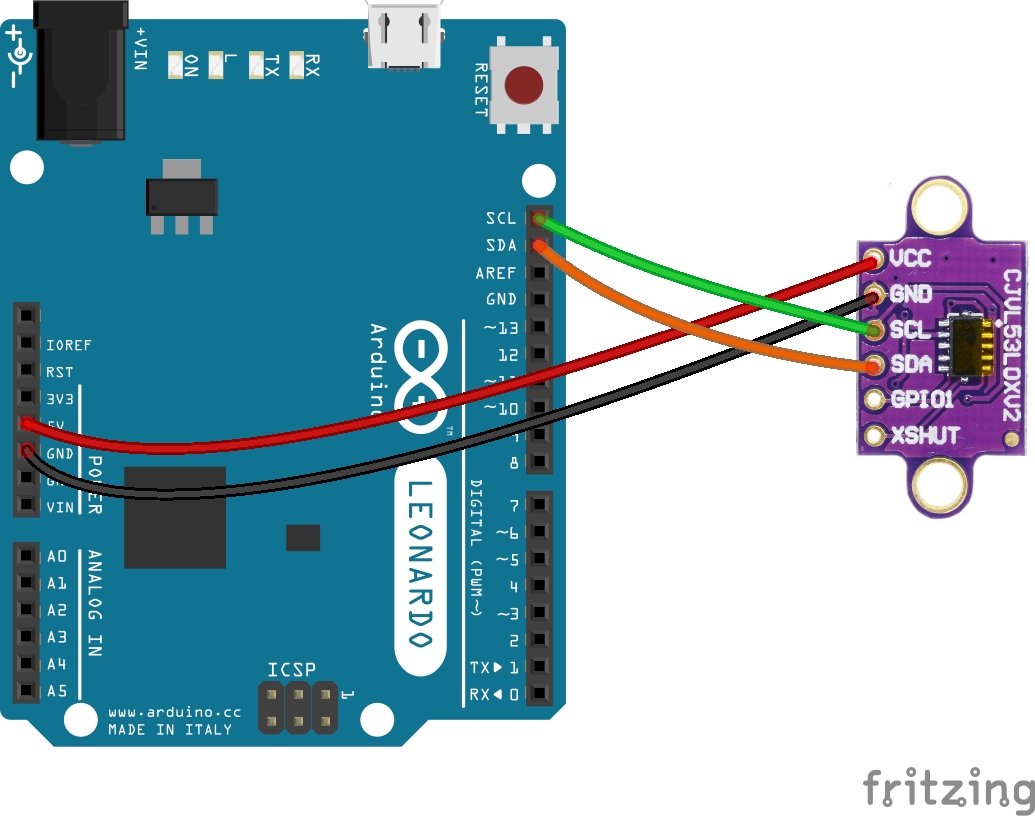 +
-
+VIN
ON
L
TX
RX
RESET
SCL
SDA
AREF
GND
~13
12
~10
8
IOREF
RST
3V3
5V
GND
VIN
POWER
Arduino
TM
LEONARDO
DIGITAL (PWM~)
7
~6
~5
4
~3
2
TX▶ 1
RX◀ 0
A0
A1
A2
A3
A4
A5
ANALOG IN
ICSP
1
www.arduino.cc
MADE IN ITALY
VCC
GND
SCL
SDA
GPIO1
XSHUT
CJVL53L0XV2
fritzing